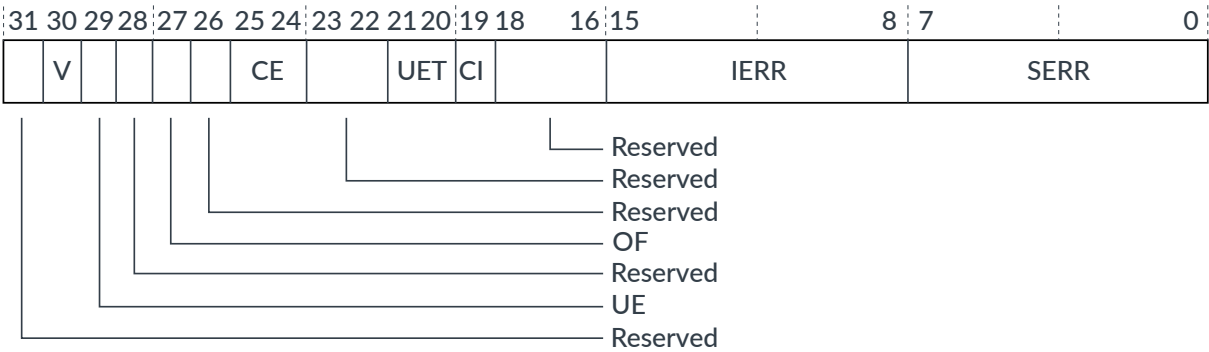 31 30 29 28 27 26 25 24 23 22 21 20 19 18 16 15 8 7 0
V CE UET CI IERR SERR
Reserved
Reserved
Reserved
OF
Reserved
UE
Reserved